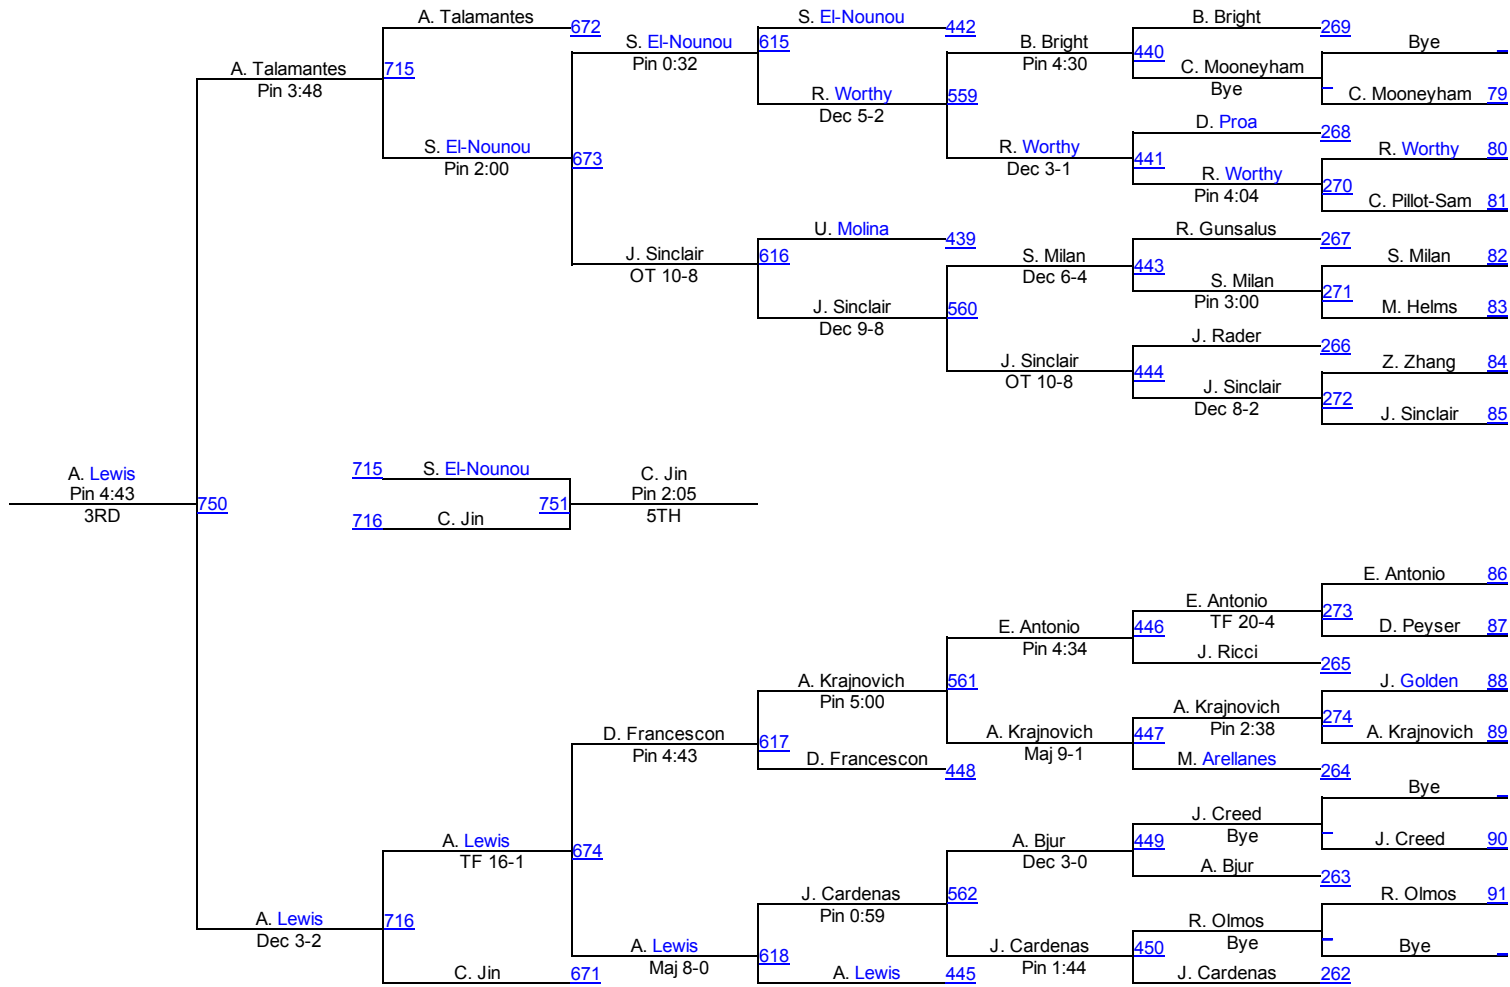 A. Talamantes
672
S. El-Nounou
442
B. Bright
269
S. El-Nounou
615
Pin 0:32
B. Bright
440
Pin 4:30
Bye
A. Talamantes
715
Pin 3:48
C. Mooneyham
Bye
R. Worthy
559
Dec 5-2
C. Mooneyham 79
D. Proa
268
S. El-Nounou
673
Pin 2:00
R. Worthy
441
Dec 3-1
R. Worthy 80
R. Worthy
270
Pin 4:04
C. Pillot-Sam 81
U. Molina
439
R. Gunsalus
267
J. Sinclair
616
OT 10-8
S. Milan
443
Dec 6-4
S. Milan 82
S. Milan
271
Pin 3:00
J. Sinclair
560
Dec 9-8
M. Helms 83
J. Rader
266
J. Sinclair
444
OT 10-8
Z. Zhang 84
J. Sinclair
272
Dec 8-2
J. Sinclair 85
A. Lewis
Pin 4:43
3RD
750
715 S. El-Nounou
716 C. Jin
751
C. Jin
Pin 2:05
5TH
E. Antonio 86
E. Antonio
273
TF 20-4
E. Antonio
446
Pin 4:34
D. Peyser 87
J. Ricci
265
A. Krajnovich
561
Pin 5:00
J. Golden 88
A. Krajnovich
274
Pin 2:38
D. Francescon
617
Pin 4:43
A. Krajnovich
447
Maj 9-1
A. Krajnovich 89
D. Francescon
448
M. Arellanes
264
Bye
J. Creed
Bye
A. Lewis
674
TF 16-1
A. Bjur
449
Dec 3-0
J. Creed 90
A. Bjur
263
J. Cardenas
562
Pin 0:59
R. Olmos 91
A. Lewis
716
Dec 3-2
R. Olmos
Bye
A. Lewis
618
Maj 8-0
J. Cardenas
450
Pin 1:44
Bye
C. Jin
671
A. Lewis
445
J. Cardenas
262